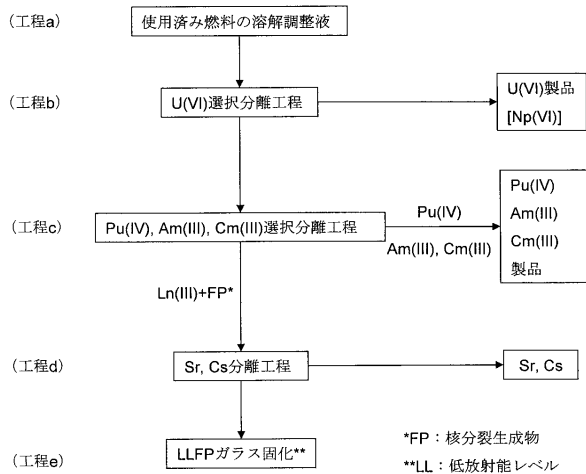 (工程a)
使用済み燃料の溶解調整液
(工程b)
U(VI)選択分離工程
U(VI)製品
[Np(VI)]
(工程c)
Pu(IV), Am(III), Cm(III)選択分離工程
Pu(IV)
Am(III), Cm(III)
Pu(IV)
Am(III)
Cm(III)
製品
Ln(III)+FP*
(工程d)
Sr, Cs分離工程
Sr, Cs
(工程e)
LLFPガラス固化**
*FP：核分裂生成物
**LL：低放射能レベル